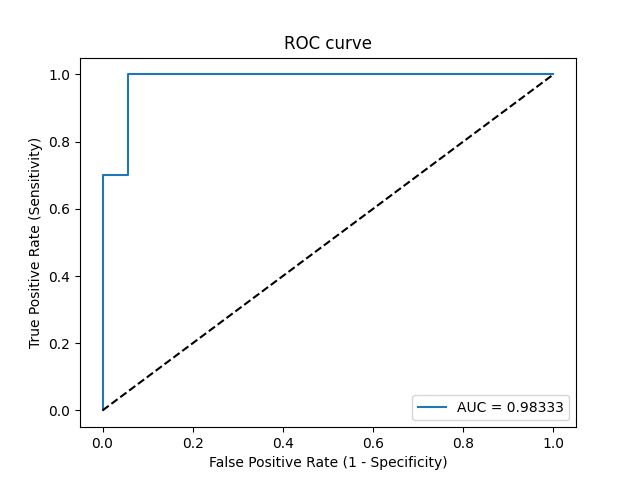 ROC curve
1.0
0.8
0.6
0.4
0.2
0.0
True Positive Rate (Sensitivity)
AUC = 0.98333
0.0 0.2 0.4 0.6 0.8 1.0
False Positive Rate (1 - Specificity)